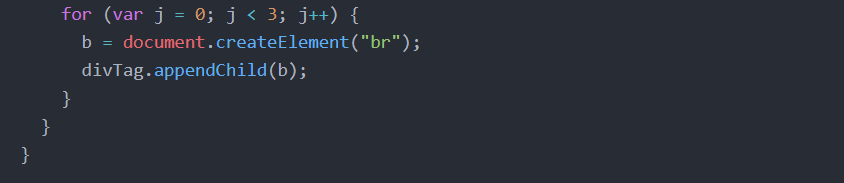 for (var j = 0; j < 3; j++) {
b = document.createElement("br");
divTag.appendChild(b);
}
}
}